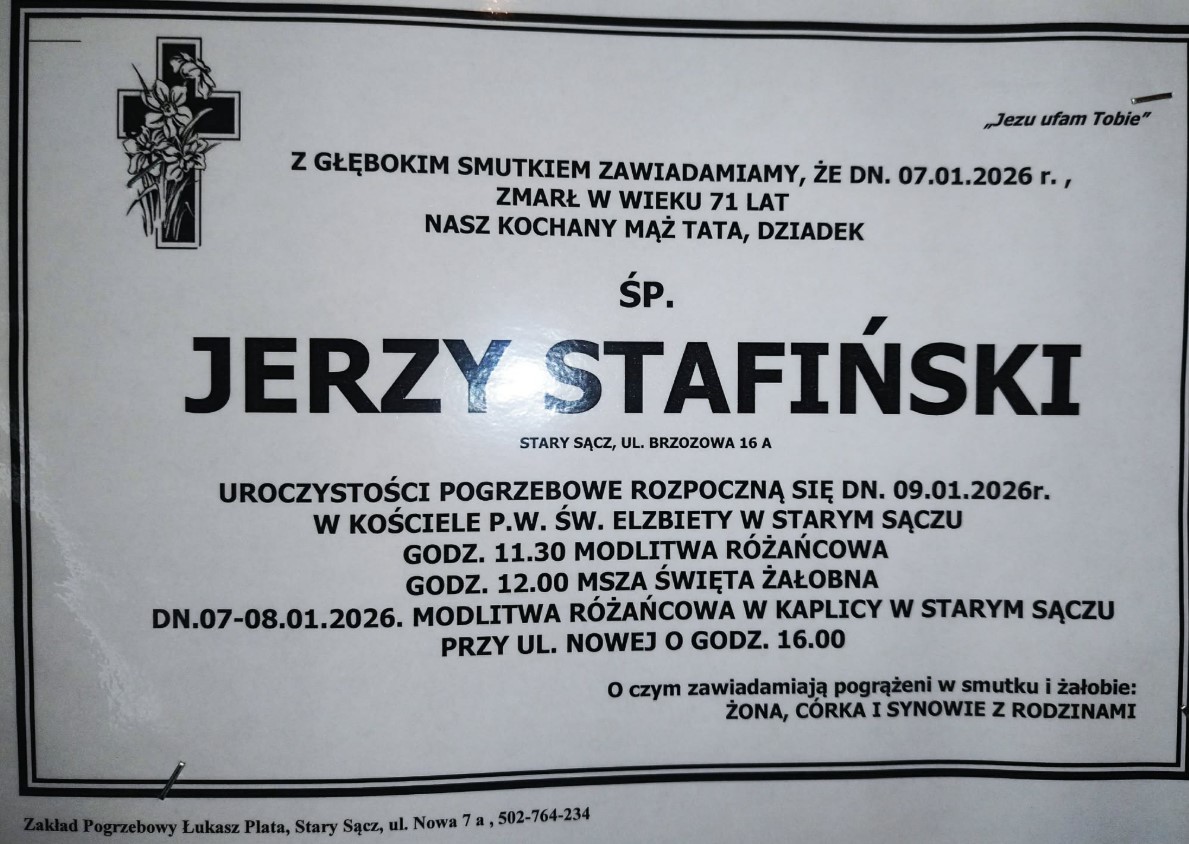 „Jezu ufam Tobie”
Z GŁĘBOKIM SMUTKIEM ZAWIADAMIAMY, ŻE DN. 07.01.2026 r. ,
ZMARŁ W WIEKU 71 LAT
NASZ KOCHANY MĄŻ TATA, DZIADEK
ŚP.
JERZY STAFIŃSKI
STARY SĄCZ, UL. BRZOZOWA 16 A
UROCZYSTOŚCI POGRZEBOWE ROZPOCZNĄ SIĘ DN. 09.01.2026r.
W KOŚCIELE P.W. ŚW. ELZBIETY W STARYM SĄCZU
GODZ. 11.30 MODLITWA RÓŻAŃCOWA
GODZ. 12.00 MSZA ŚWIĘTA ŻAŁOBNA
DN.07-08.01.2026. MODLITWA RÓŻAŃCOWA W KAPLICY W STARYM SĄCZU
PRZY UL. NOWEJ O GODZ. 16.00
O czym zawiadamiają pogrążeni w smutku i żałobie:
ŻONA, CÓRKA I SYNOWIE Z RODZINAMI
Zakład Pogrzebowy Łukasz Plata, Stary Sącz, ul. Nowa 7 a , 502-764-234